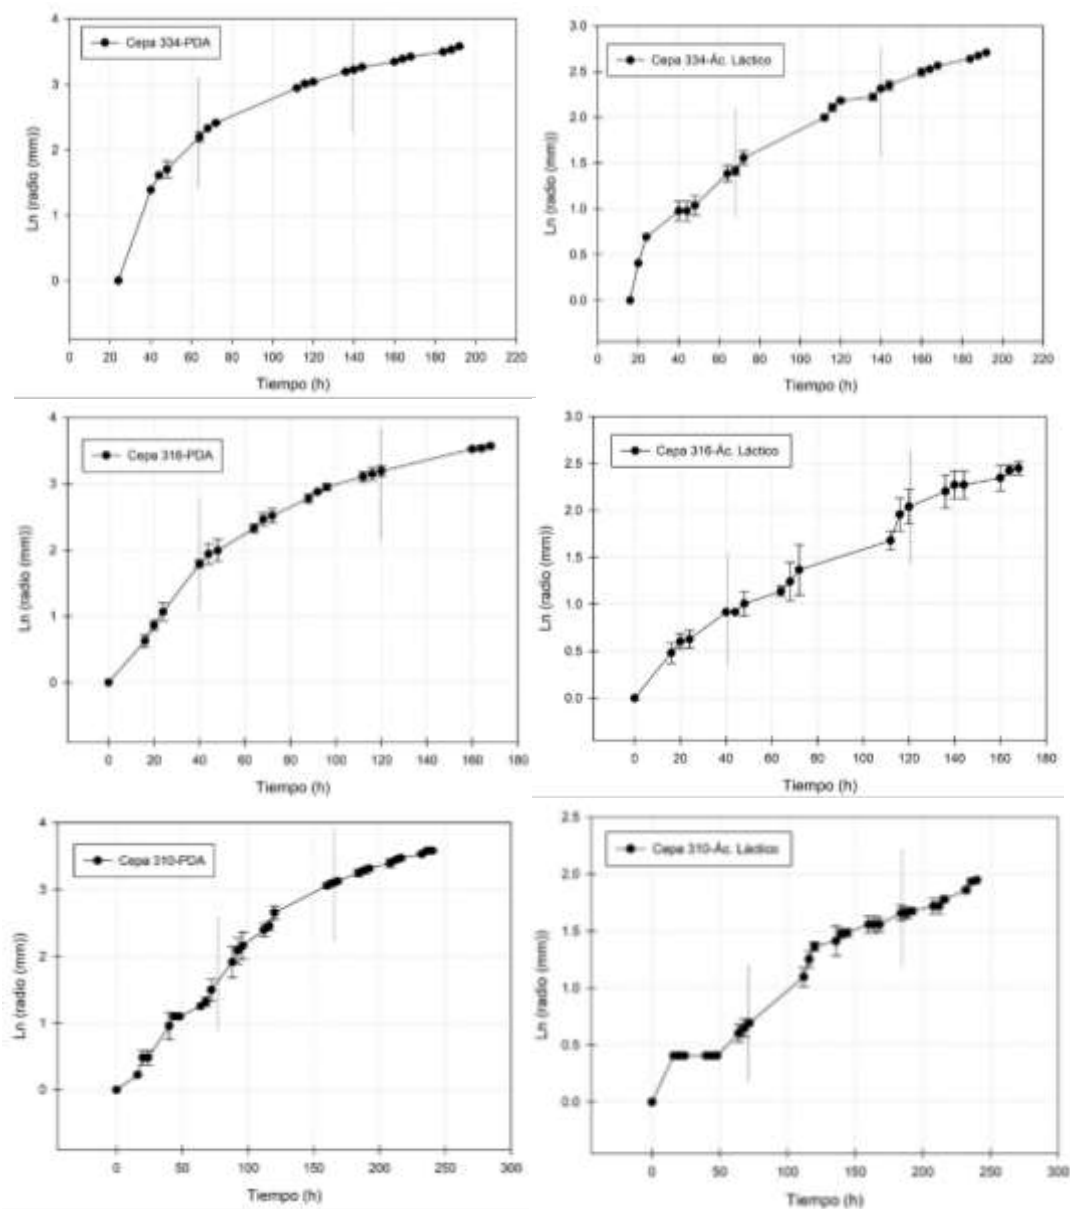 4
3
2
1
0
Cepa 334-PDA
Ln (radio (mm))
0 20 40 60 80 100 120 140 160 180 200 220
Tiempo (h)
3.0
2.5
2.0
1.5
1.0
0.5
0.0
Cepa 334-Ác. Láctico
Ln (radio (mm))
0 20 40 60 80 100 120 140 160 180 200 220
Tiempo (h)
4
3
2
1
0
Cepa 316-PDA
Ln (radio (mm))
0 20 40 60 80 100 120 140 160 180
Tiempo (h)
3.0
2.5
2.0
1.5
1.0
0.5
0.0
Cepa 316-Ác. Láctico
Ln (radio (mm))
0 20 40 60 80 100 120 140 160 180
Tiempo (h)
4
3
2
1
0
Cepa 310-PDA
Ln (radio (mm))
0 50 100 150 200 250 300
Tiempo (h)
2.5
2.0
1.5
1.0
0.5
0.0
Cepa 310-Ác. Láctico
Ln (radio (mm))
0 50 100 150 200 250 300
Tiempo (h)